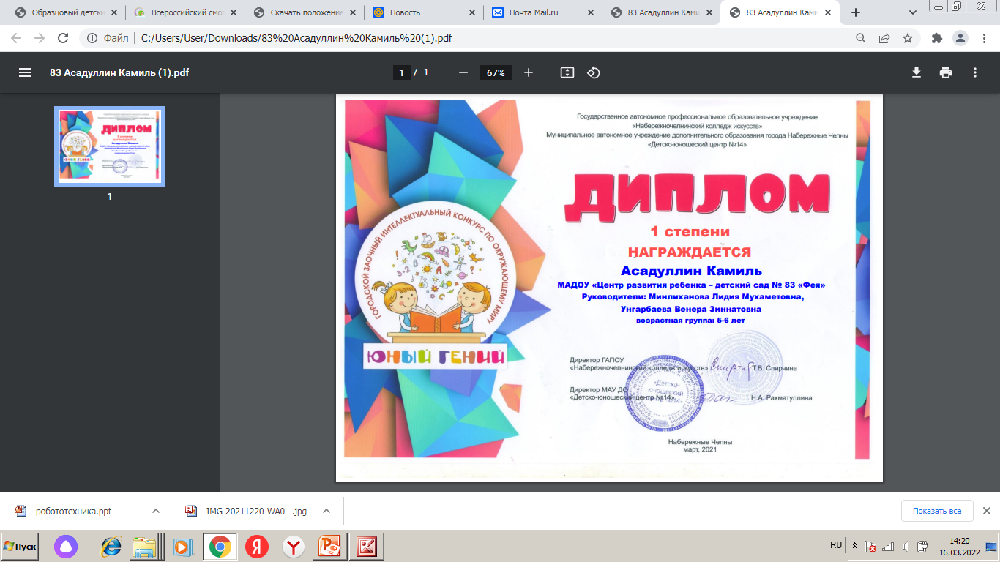 Образцовый детски
Всероссийский смот
Скачать положение
Новость
Почта Mail.ru
83 Асадуллин Ками
83 Асадуллин Ками
Файл
C:/Users/User/Downloads/83%20Асадуллин%20Камиль%20(1).pdf
83 Асадуллин Камиль (1).pdf
1 / 1
67%
1
Государственное автономное профессиональное образовательное учреждение
«Набережночелнинский колледж искусств»
Муниципальное автономное учреждение дополнительного образования города Набережные Челны
«Детско-юношеский центр №14»
ДИПЛОМ
1 степени
НАГРАЖДАЕТСЯ
Асадуллин Камиль
МАДОУ «Центр развития ребенка – детский сад № 83 «Фея»
Руководители: Минлиханова Лидия Мухаметовна,
Унгарбаева Венера Зиннатовна
возрастная группа: 5-6 лет
ГОРОДСКОЙ ЗАОЧНЫЙ ИНТЕЛЛЕКТУАЛЬНЫЙ КОНКУРС ПО ОКРУЖАЮЩЕМУ МИРУ
ЮНЫЙ ГЕНИЙ
Директор ГАПОУ
«Набережночелнинский колледж искусств» Т.В. Спирчина
Директор МАУ ДО
«Детско-юношеский центр №14» Н.А. Рахматуллина
«Детско-
юношеский
центр №14»
Набережные Челны
март, 2021
робототехника.ppt
IMG-20211220-WA0....jpg
Показать все
Пуск
RU
14:20
16.03.2022